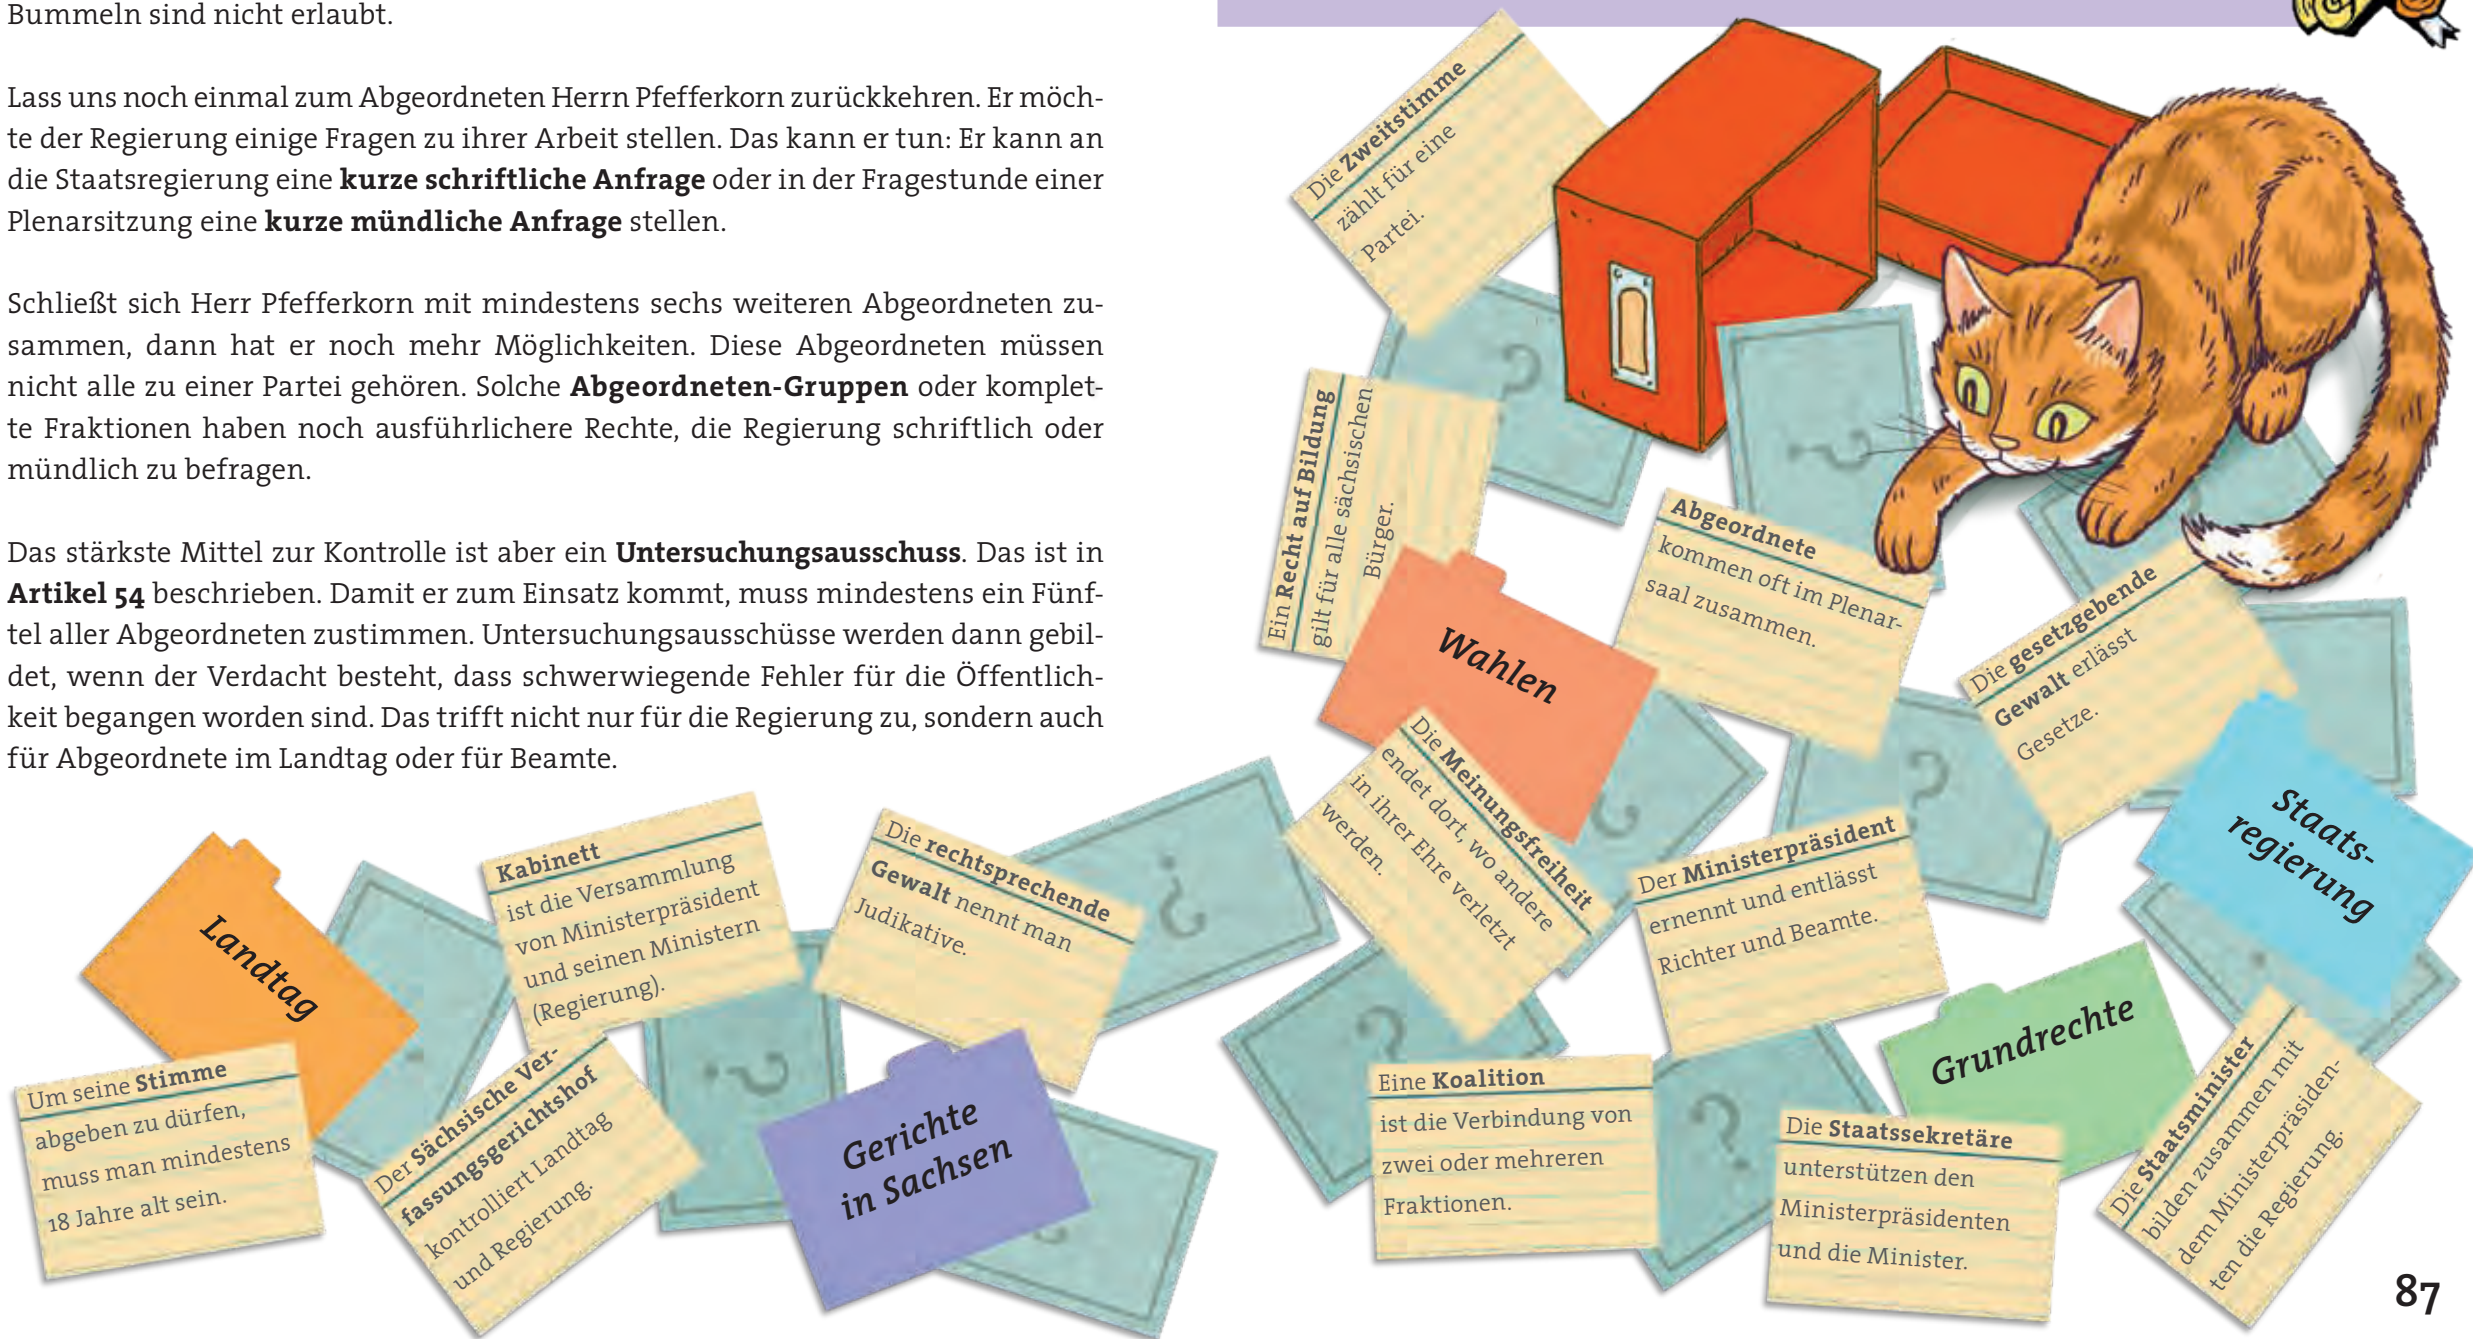 Bummeln sind nicht erlaubt.
Lass uns noch einmal zum Abgeordneten Herrn Pfefferkorn zurückkehren. Er möch-
te der Regierung einige Fragen zu ihrer Arbeit stellen. Das kann er tun: Er kann an
die Staatsregierung eine kurze schriftliche Anfrage oder in der Fragestunde einer
Plenarsitzung eine kurze mündliche Anfrage stellen.
Schließt sich Herr Pfefferkorn mit mindestens sechs weiteren Abgeordneten zu-
sammen, dann hat er noch mehr Möglichkeiten. Diese Abgeordneten müssen
nicht alle zu einer Partei gehören. Solche Abgeordneten-Gruppen oder komplet-
te Fraktionen haben noch ausführlichere Rechte, die Regierung schriftlich oder
mündlich zu befragen.
Das stärkste Mittel zur Kontrolle ist aber ein Untersuchungsausschuss. Das ist in
Artikel 54 beschrieben. Damit er zum Einsatz kommt, muss mindestens ein Fünf-
tel aller Abgeordneten zustimmen. Untersuchungsausschüsse werden dann gebil-
det, wenn der Verdacht besteht, dass schwerwiegende Fehler für die Öffentlich-
keit begangen worden sind. Das trifft nicht nur für die Regierung zu, sondern auch
für Abgeordnete im Landtag oder für Beamte.
Die Zweitstimme
zählt für eine
Partei.
Ein Recht auf Bildung
gilt für alle sächsischen
Bürger.
Abgeordnete
kommen oft im Plenar-
saal zusammen.
Die gesetzgebende
Gewalt erlässt
Gesetze.
Wahlen
Die Meinungsfreiheit
endet dort, wo andere
in ihrer Ehre verletzt
werden.
Der Ministerpräsident
ernennt und entlässt
Richter und Beamte.
Staats-
regierung
Landtag
Kabinett
ist die Versammlung
von Ministerpräsident
und seinen Ministern
(Regierung).
Die rechtsprechende
Gewalt nennt man
Judikative.
Um seine Stimme
abgeben zu dürfen,
muss man mindestens
18 Jahre alt sein.
Der Sächsische Ver-
fassungsgerichtshof
kontrolliert Landtag
und Regierung.
Gerichte
in Sachsen
Eine Koalition
ist die Verbindung von
zwei oder mehreren
Fraktionen.
Grundrechte
Die Staatssekretäre
unterstützen den
Ministerpräsidenten
und die Minister.
Die Staatsminister
bilden zusammen mit
dem Ministerpräsiden-
ten die Regierung.
87